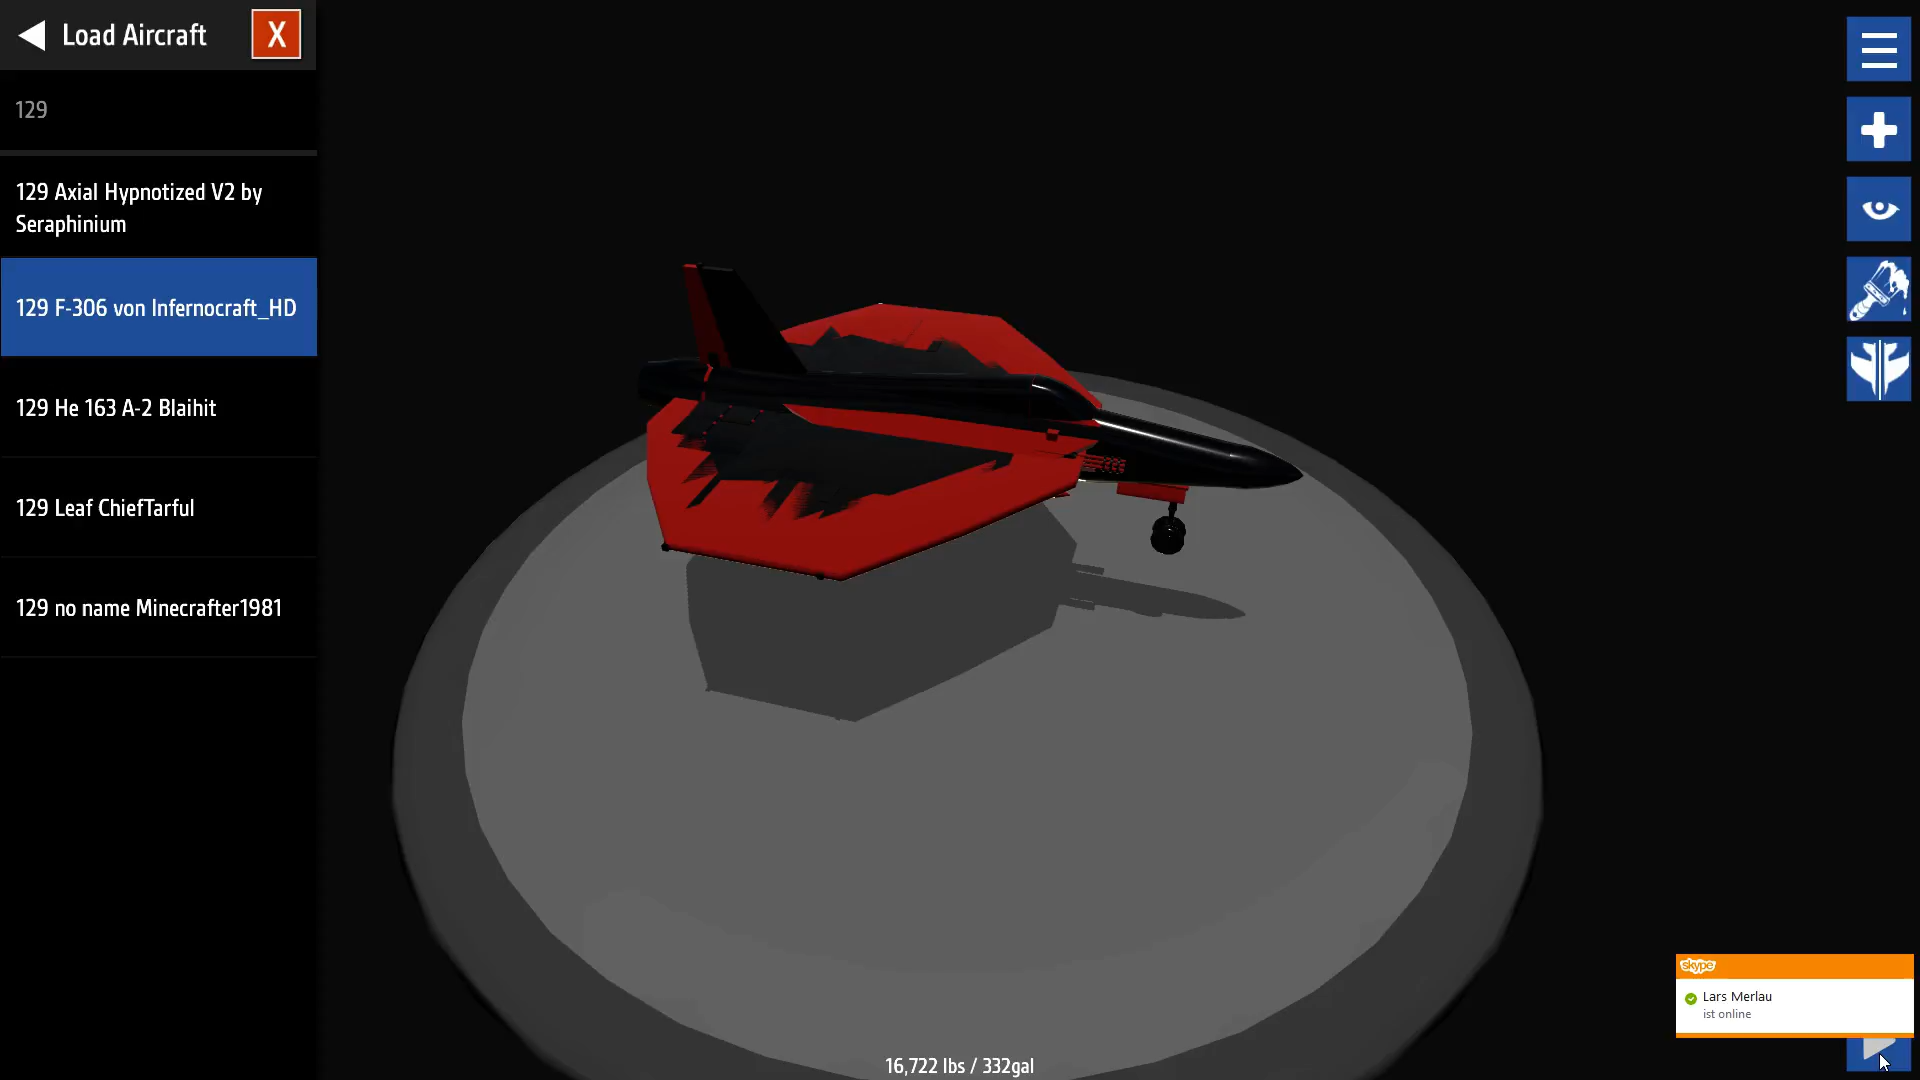 Load Aircraft
X
129
129 Axial Hypnotized V2 by
Seraphinium
129 F-306 von Infernocraft_HD
129 He 163 A-2 Blaihit
129 Leaf ChiefTarful
129 no name Minecrafter1981
16,722 lbs / 332gal
skype
Lars Merlau
ist online